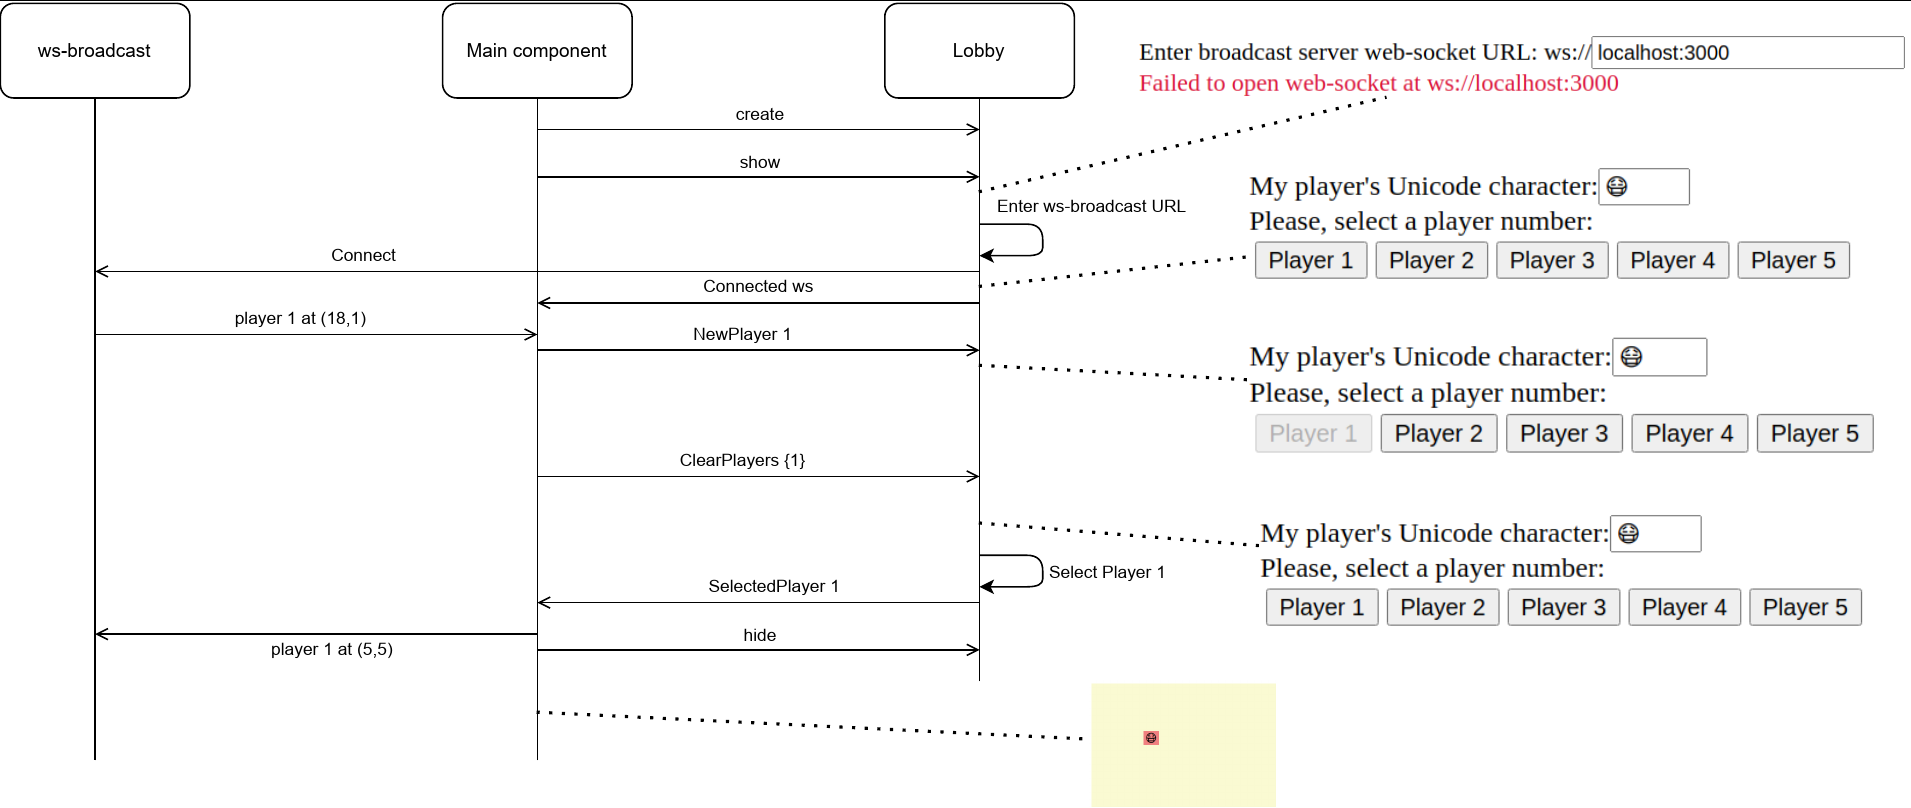 ws-broadcast
Main component
Lobby
Enter broadcast server web-socket URL: ws:// localhost:3000
Failed to open web-socket at ws://localhost:3000
create
show
My player's Unicode character: 😷
Please, select a player number:
Player 1 Player 2 Player 3 Player 4 Player 5
Enter ws-broadcast URL
Connect
Connected ws
player 1 at (18,1)
NewPlayer 1
My player's Unicode character: 😷
Please, select a player number:
Player 1 Player 2 Player 3 Player 4 Player 5
ClearPlayers {1}
My player's Unicode character: 😷
Please, select a player number:
Player 1 Player 2 Player 3 Player 4 Player 5
Select Player 1
SelectedPlayer 1
hide
player 1 at (5,5)